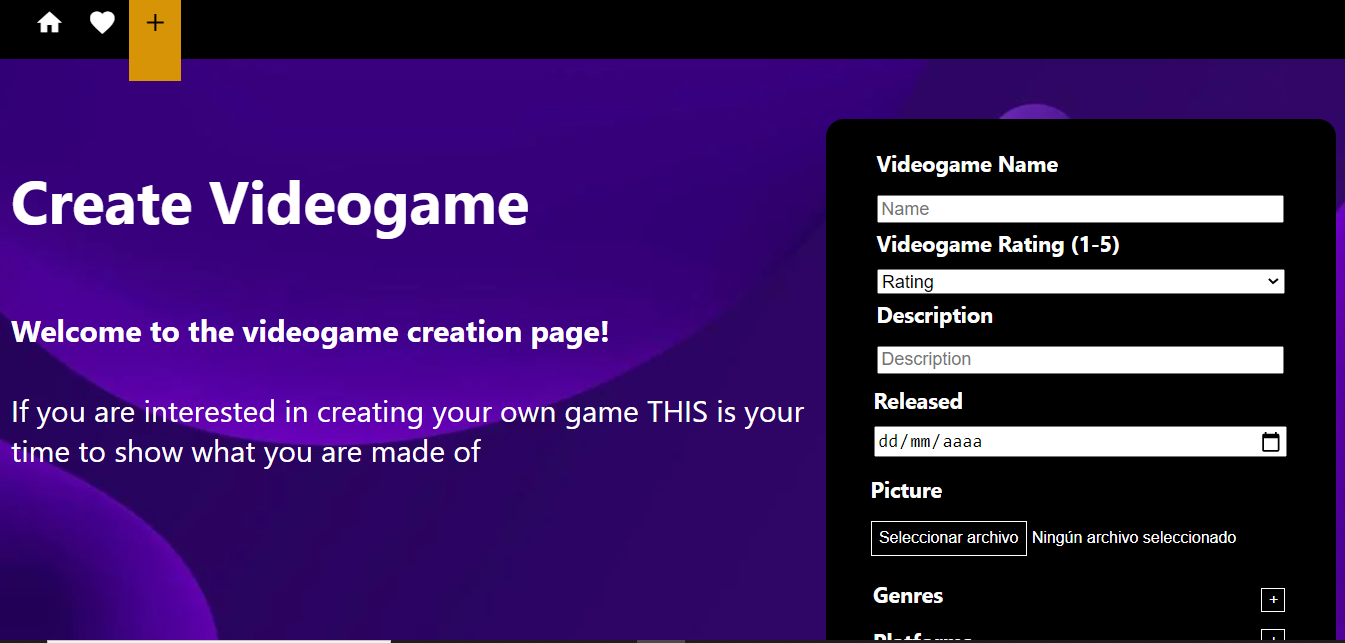 +
Create Videogame
Welcome to the videogame creation page!
If you are interested in creating your own game THIS is your
time to show what you are made of
Videogame Name
Name
Videogame Rating (1-5)
Rating
Description
Description
Released
dd/mm/aaaa
Picture
Seleccionar archivo Ningún archivo seleccionado
Genres +
Platforms +